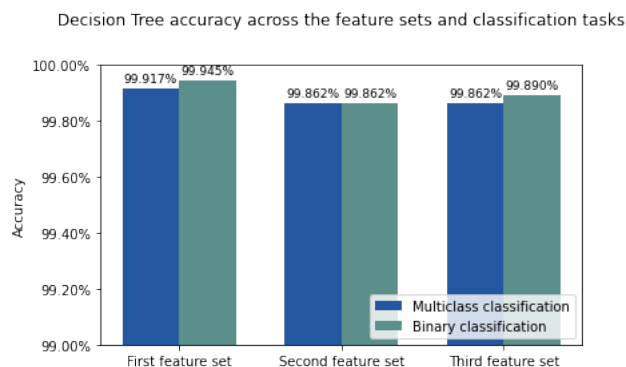 Decision Tree accuracy across the feature sets and classification tasks
100.00%
99.80%
99.60%
99.40%
99.20%
99.00%
Accuracy
99.917%
99.945%
99.862%
99.862%
99.862%
99.890%
Multiclass classification
Binary classification
First feature set
Second feature set
Third feature set